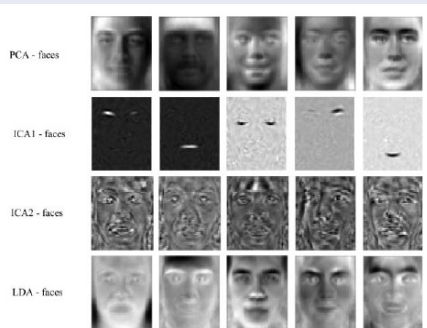 PCA - faces
ICA1 - faces
ICA2 - faces
LDA - faces